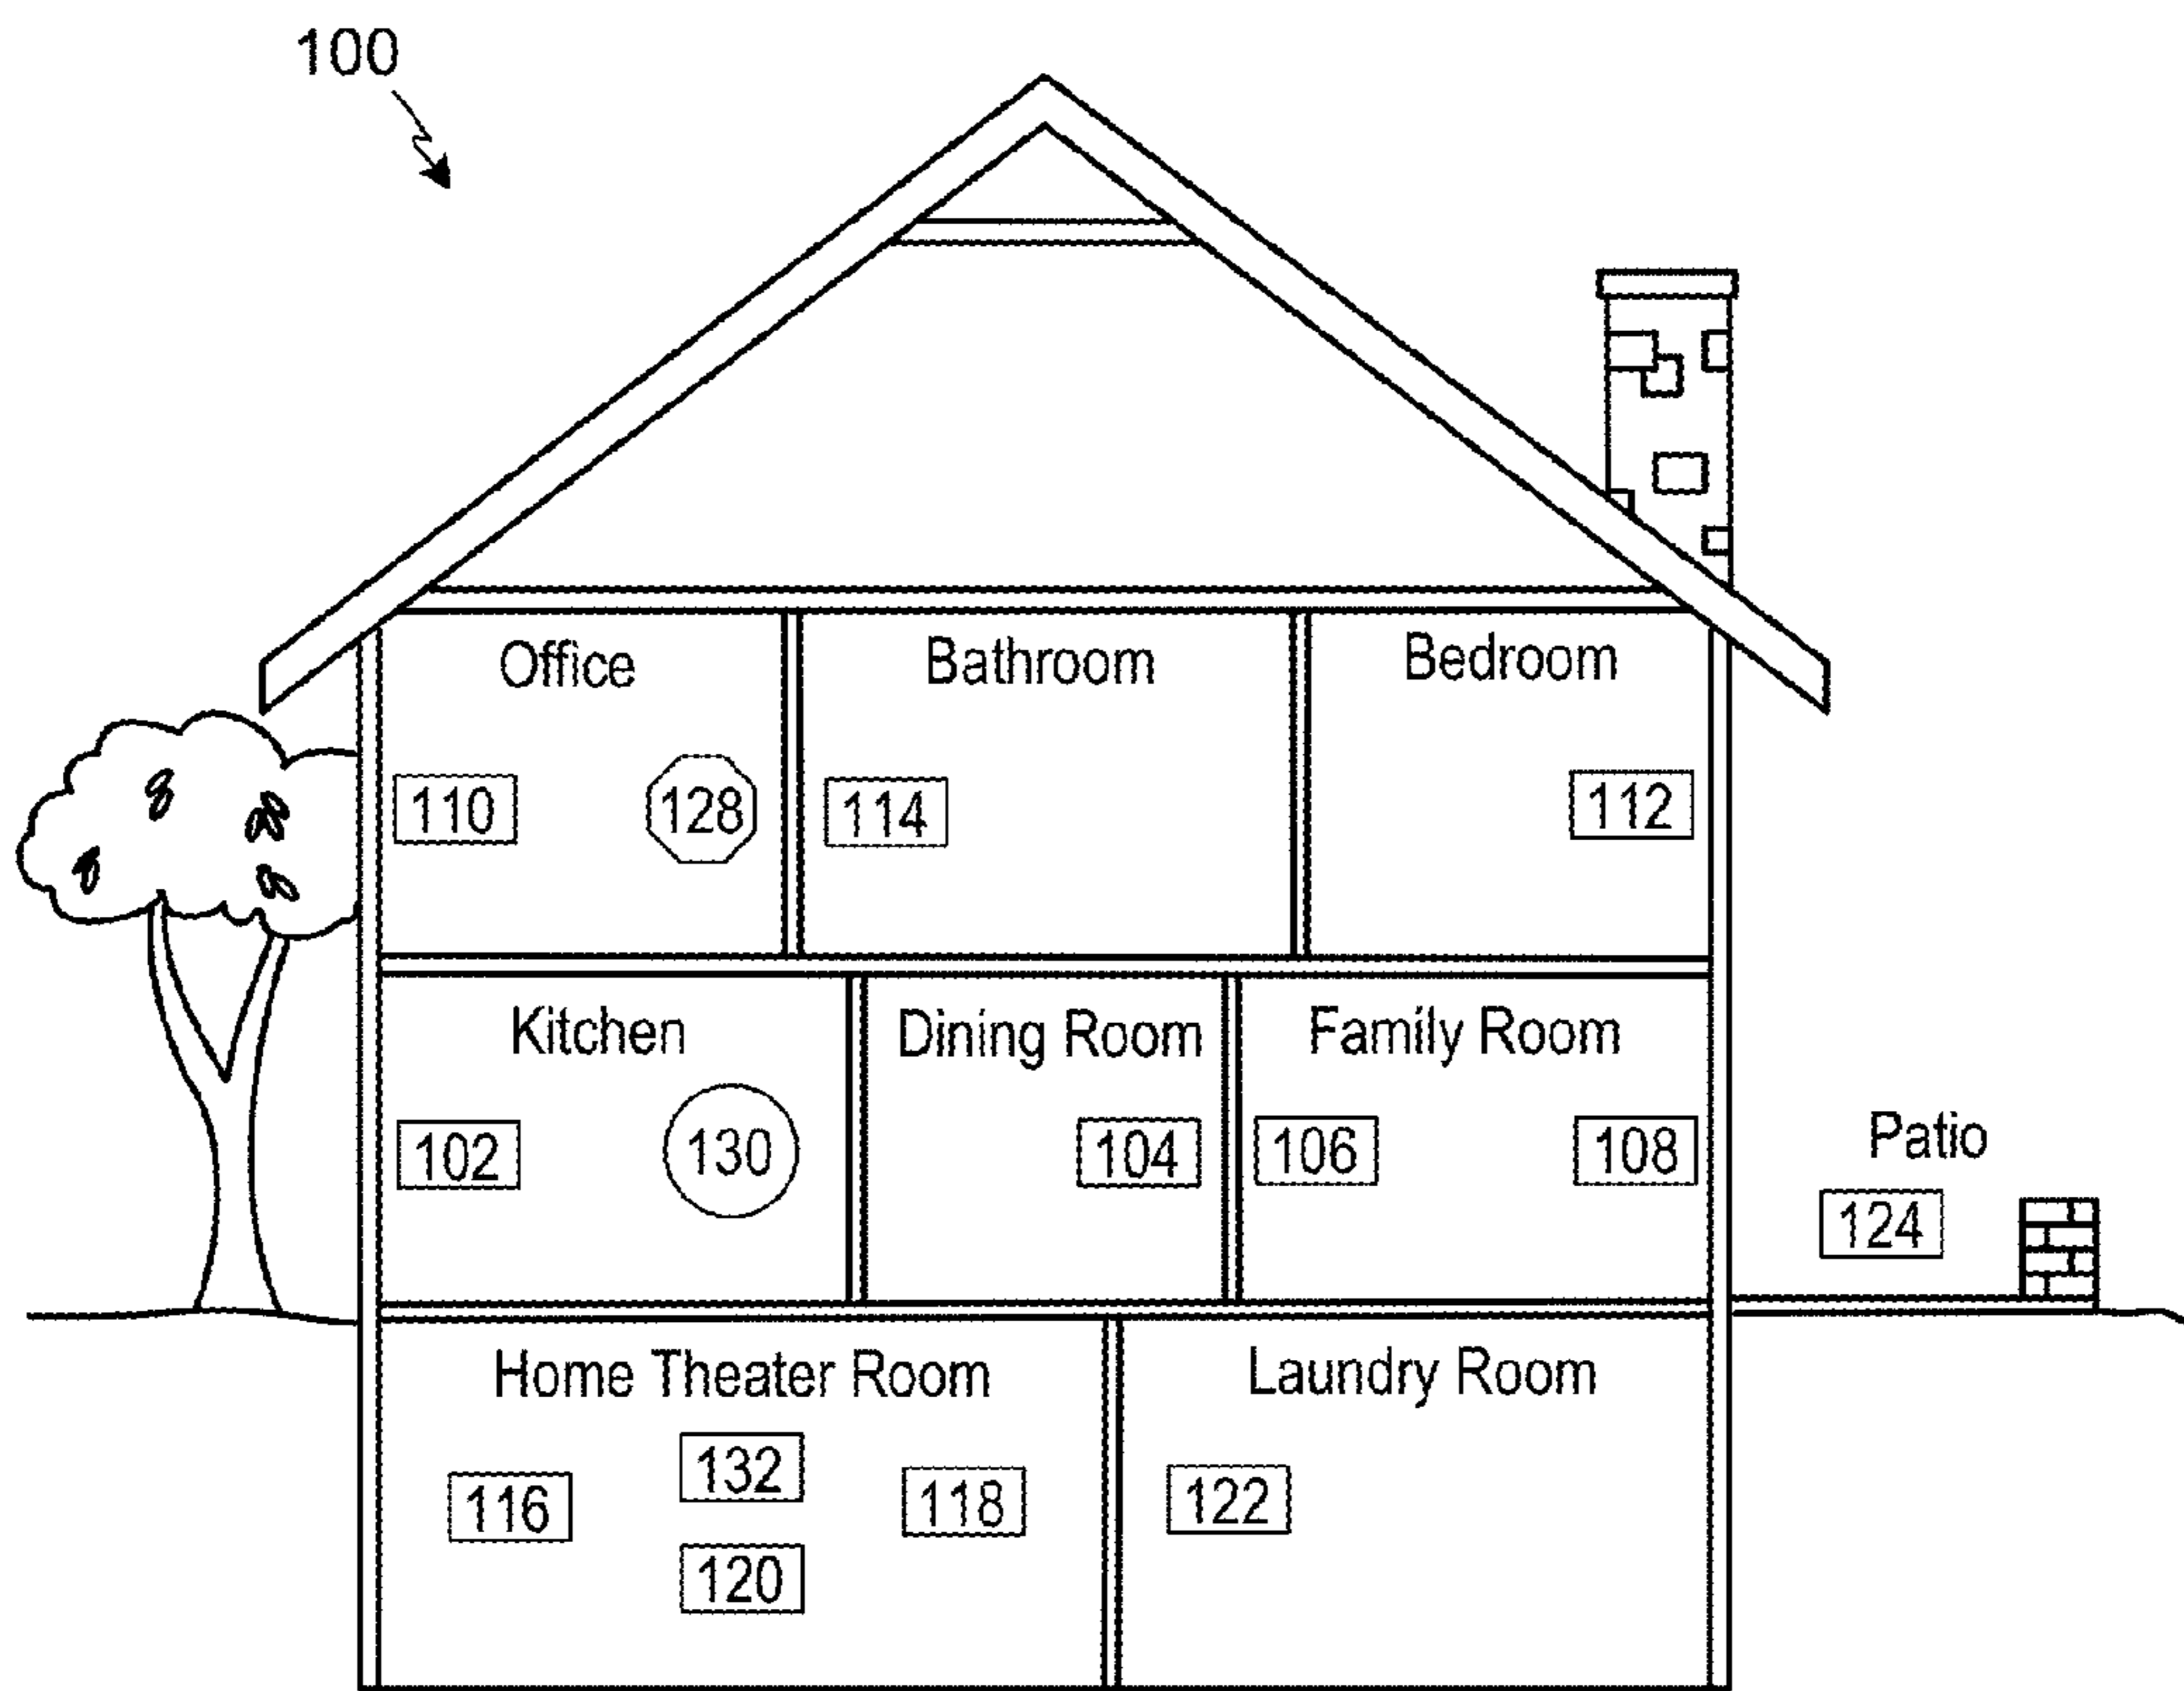 100
Office
Bathroom
Bedroom
110
128
114
112
Kitchen
Dining Room
Family Room
102
130
104
106
108
Patio
124
Home Theater Room
Laundry Room
116
132
118
120
122